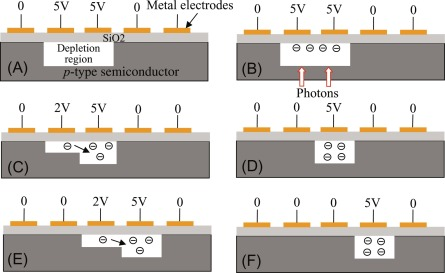 0 5V 5V 0 0
Metal electrodes
SiO2
Depletion
region
(A)
p-type semiconductor
0 5V 5V 0 0
(B)
Photons
0 2V 5V 0 0
(C)
0 0 5V 0 0
(D)
0 0 2V 5V 0
(E)
0 0 0 5V 0
(F)